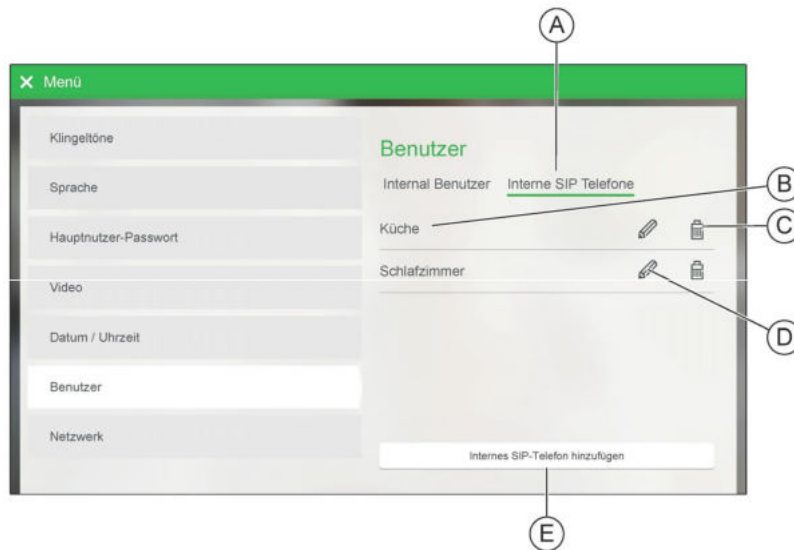 A
✕ Menü
Klingeltöne
Sprache
Hauptnutzer-Passwort
Video
Datum / Uhrzeit
Benutzer
Netzwerk
Benutzer
Internal Benutzer Interne SIP Telefone
Küche
Schlafzimmer
Internes SIP-Telefon hinzufügen
B
C
D
E